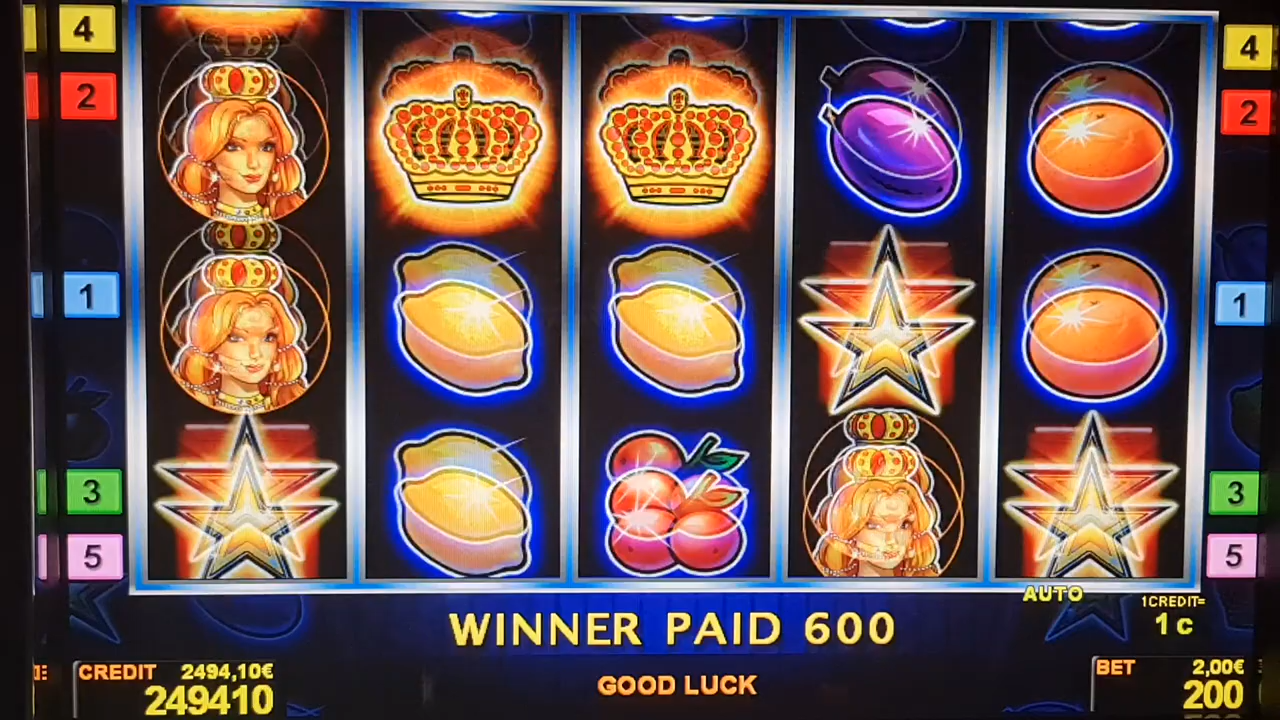 4
4
2
2
1
1
3
3
5
5
AUTO
1CREDIT=
1 c
WINNER PAID 600
CREDIT 2494,10€
249410
GOOD LUCK
BET 2,00€
200